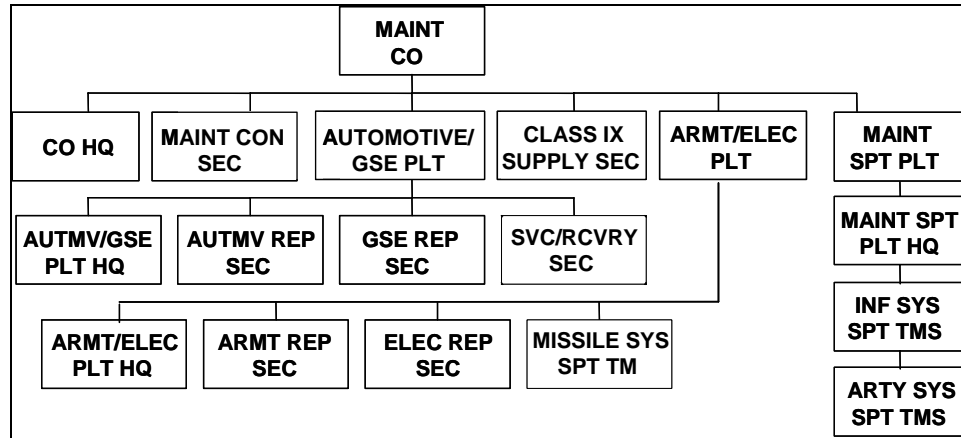 MAINT
CO
CO HQ
MAINT CON
SEC
AUTOMOTIVE/
GSE PLT
CLASS IX
SUPPLY SEC
ARMT/ELEC
PLT
MAINT
SPT PLT
AUTMV/GSE
PLT HQ
AUTMV REP
SEC
GSE REP
SEC
SVC/RCVRY
SEC
MAINT SPT
PLT HQ
ARMT/ELEC
PLT HQ
ARMT REP
SEC
ELEC REP
SEC
MISSILE SYS
SPT TM
INF SYS
SPT TMS
ARTY SYS
SPT TMS